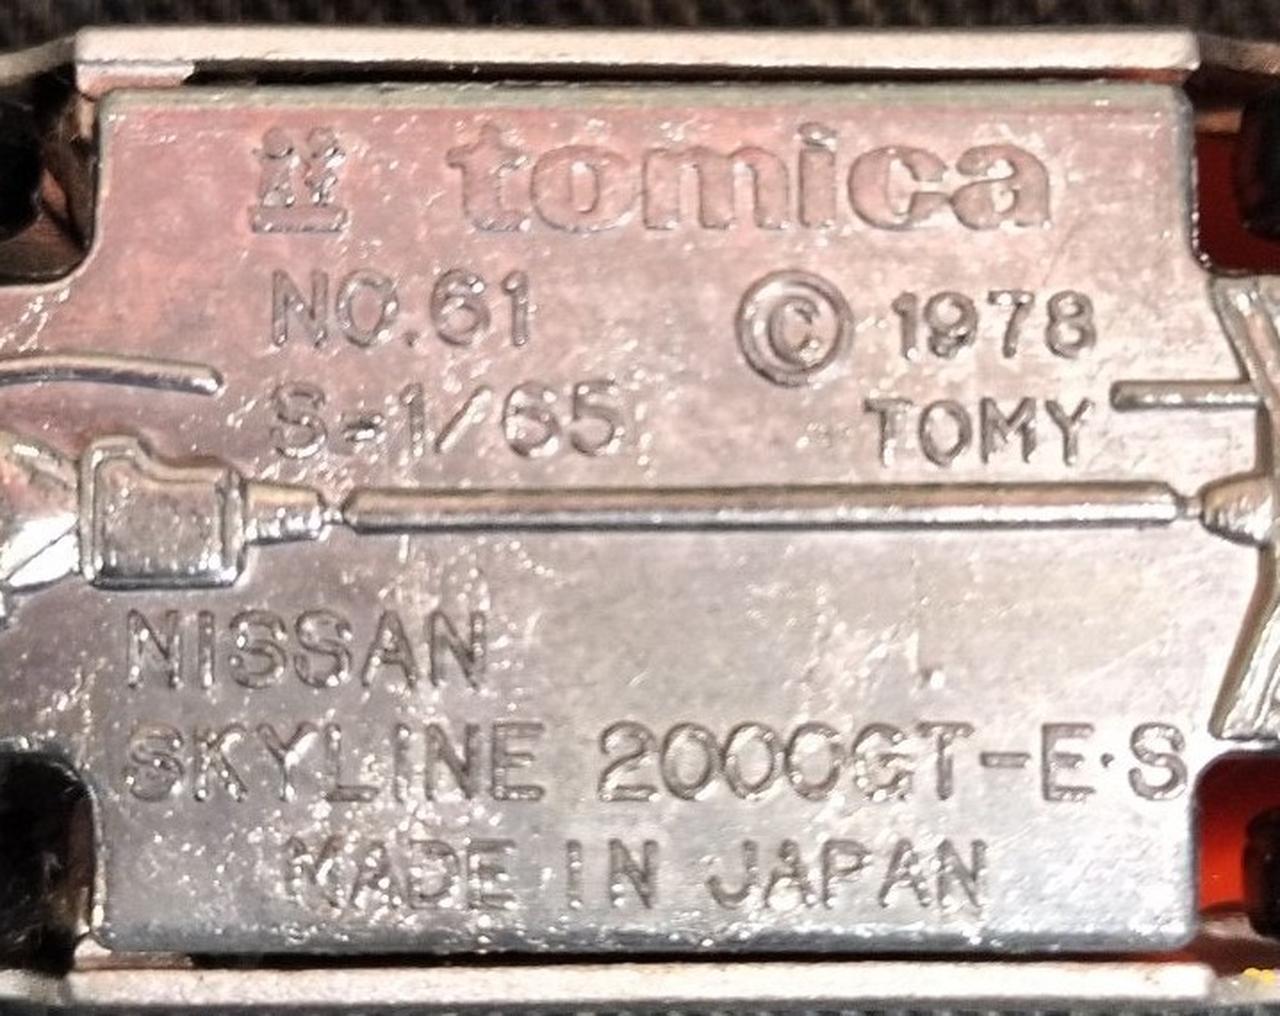 tomica
NO.61
S=1/65
© 1978
TOMY
NISSAN
SKYLINE 2000GT-E·S
MADE IN JAPAN